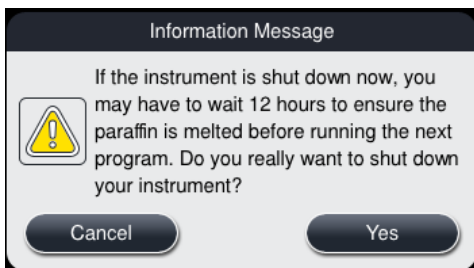 Information Message
If the instrument is shut down now, you
may have to wait 12 hours to ensure the
paraffin is melted before running the next
program. Do you really want to shut down
your instrument?
Cancel
Yes